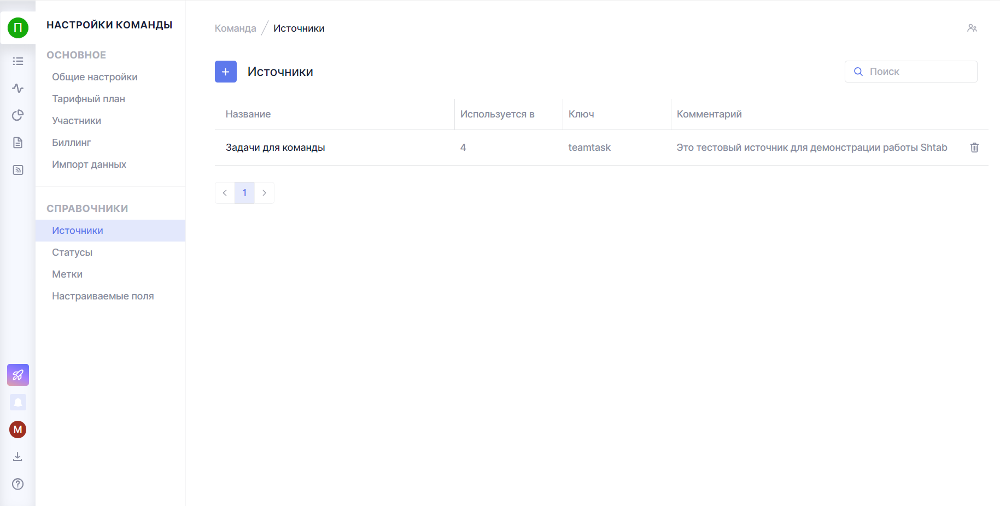 П
НАСТРОЙКИ КОМАНДЫ
ОСНОВНОЕ
Общие настройки
Тарифный план
Участники
Биллинг
Импорт данных
СПРАВОЧНИКИ
Источники
Статусы
Метки
Настраиваемые поля
М
Команда / Источники
+ Источники
Поиск
Название Используется в Ключ Комментарий
Задачи для команды 4 teamtask Это тестовый источник для демонстрации работы Shtab
< 1 >